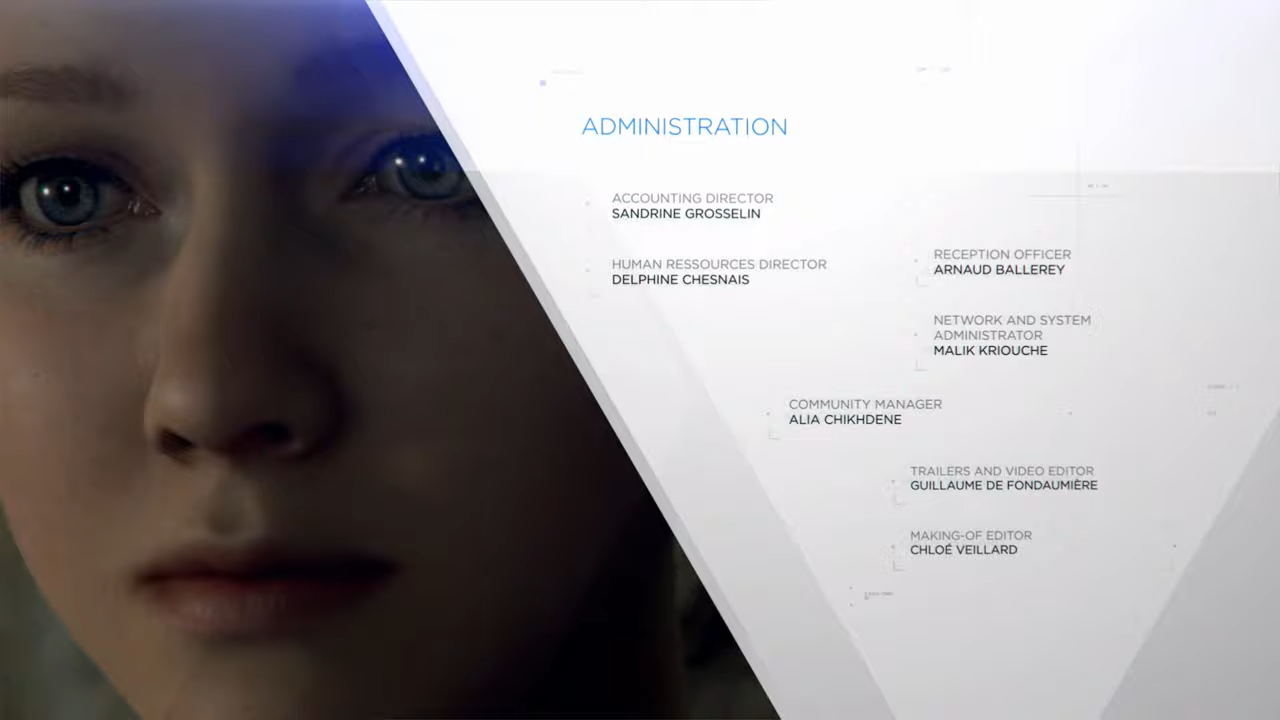 ADMINISTRATION
ACCOUNTING DIRECTOR
SANDRINE GROSSELIN
HUMAN RESSOURCES DIRECTOR
DELPHINE CHESNAIS
RECEPTION OFFICER
ARNAUD BALLEREY
NETWORK AND SYSTEM
ADMINISTRATOR
MALIK KRIOUCHE
COMMUNITY MANAGER
ALIA CHIKHDENE
TRAILERS AND VIDEO EDITOR
GUILLAUME DE FONDAUMIÈRE
MAKING-OF EDITOR
CHLOÉ VEILLARD